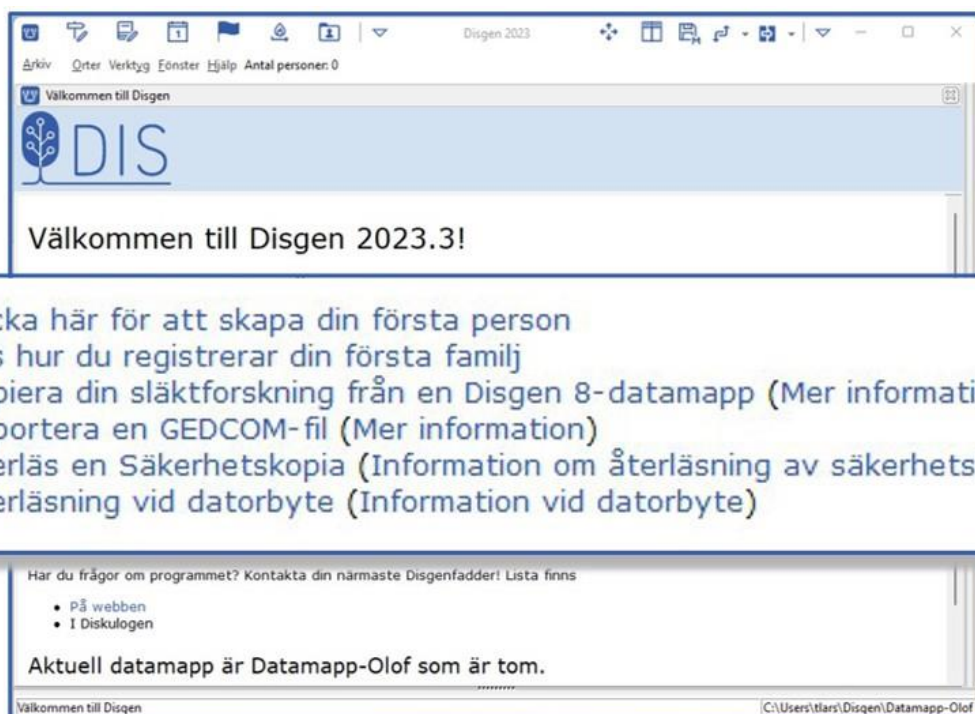 Disgen 2023
Arkiv Orter Verktyg Fönster Hjälp Antal personer: 0
Välkommen till Disgen
DIS
Välkommen till Disgen 2023.3!
cka här för att skapa din första person
s hur du registrerar din första familj
piera din släktforskning från en Disgen 8-datamapp (Mer informati
portera en GEDCOM-fil (Mer information)
erläs en Säkerhetskopia (Information om återläsning av säkerhets
erläsning vid datorbyte (Information vid datorbyte)
Har du frågor om programmet? Kontakta din närmaste Disgenfadder! Lista finns
• På webben
• I Diskulogen
Aktuell datamapp är Datamapp-Olof som är tom.
Välkommen till Disgen C:\Users\tlars\Disgen\Datamapp-Olof